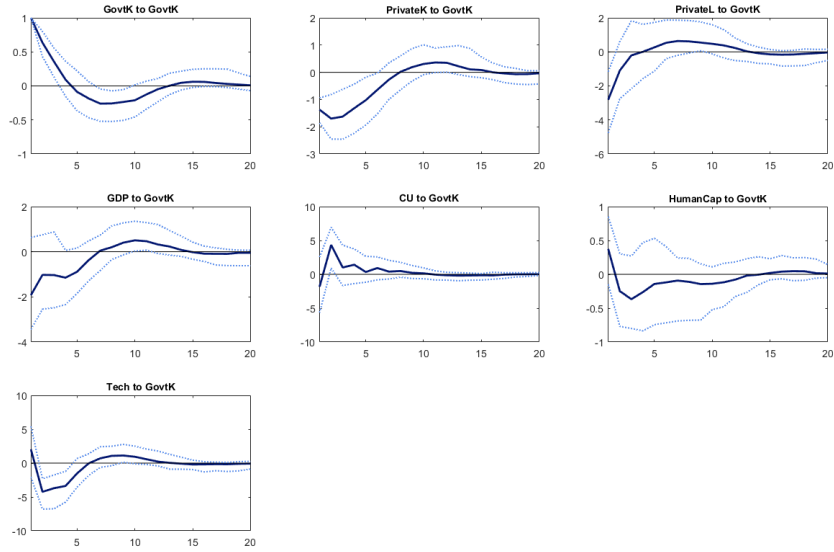 GovtK to GovtK
1
0.5
0
-0.5
-1
5 10 15 20
PrivateK to GovtK
2
1
0
-1
-2
-3
5 10 15 20
PrivateL to GovtK
2
0
-2
-4
-6
5 10 15 20
GDP to GovtK
2
0
-2
-4
5 10 15 20
CU to GovtK
10
5
0
-5
-10
5 10 15 20
HumanCap to GovtK
1
0.5
0
-0.5
-1
5 10 15 20
Tech to GovtK
10
5
0
-5
-10
5 10 15 20